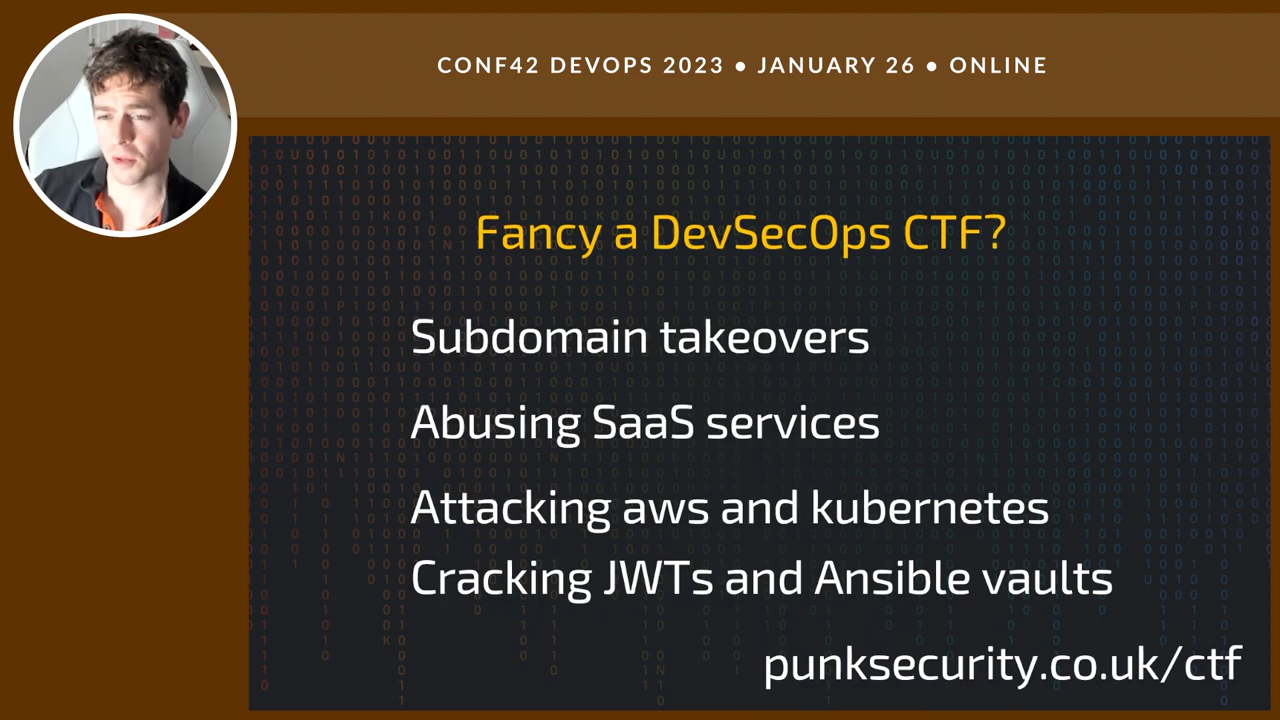 CONF42 DEVOPS 2023 ● JANUARY 26 ● ONLINE
Fancy a DevSecOps CTF?
Subdomain takeovers
Abusing SaaS services
Attacking aws and kubernetes
Cracking JWTs and Ansible vaults
punksecurity.co.uk/ctf